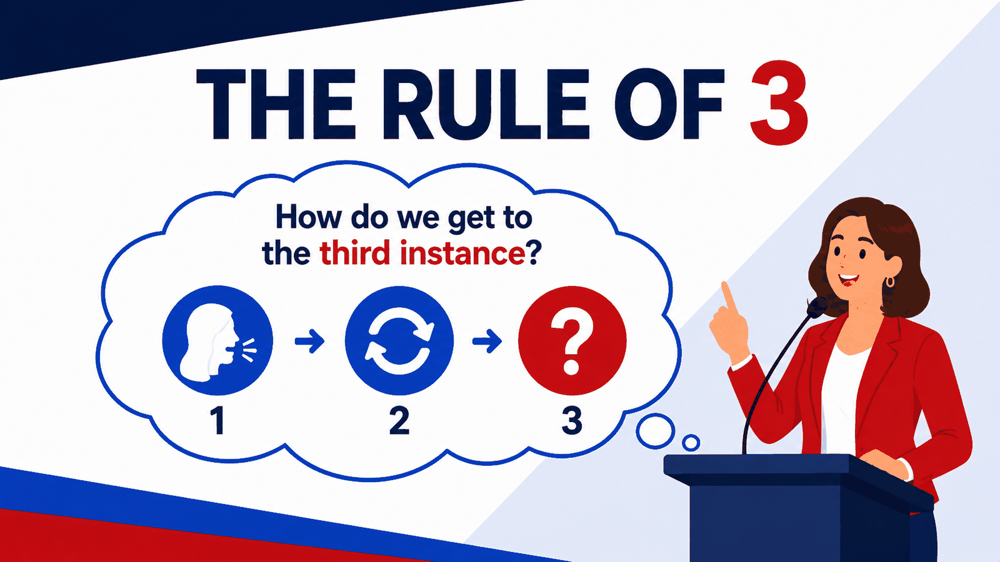 THE RULE OF 3
How do we get to
the third instance?
1
2
3